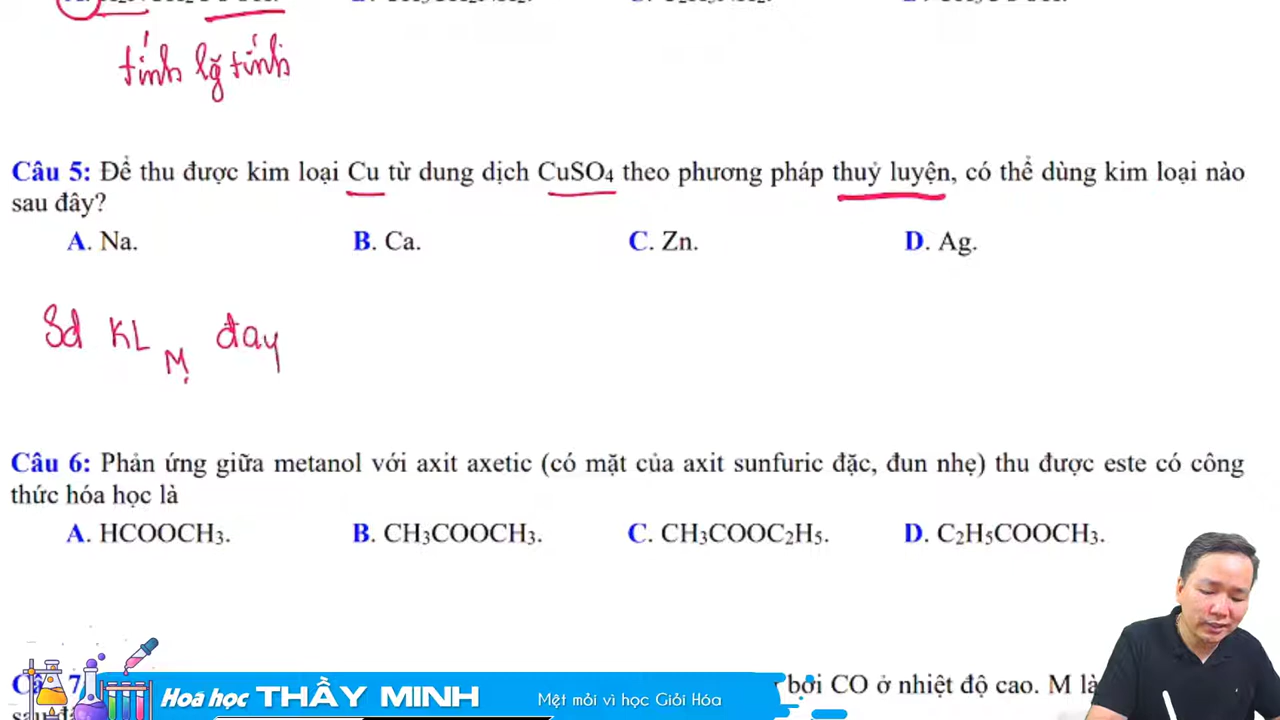 tính lg tính
Câu 5: Để thu được kim loại Cu từ dung dịch CuSO4 theo phương pháp thuỷ luyện, có thể dùng kim loại nào
sau đây?
A. Na. B. Ca. C. Zn. D. Ag.
Sd KL M đay
Câu 6: Phản ứng giữa metanol với axit axetic (có mặt của axit sunfuric đặc, đun nhẹ) thu được este có công
thức hóa học là
A. HCOOCH3. B. CH3COOCH3. C. CH3COOC2H5. D. C2H5COOCH3.
bởi CO ở nhiệt độ cao. M là
Hoá học THẦY MINH Mệt mỏi vì học Giỏi Hóa